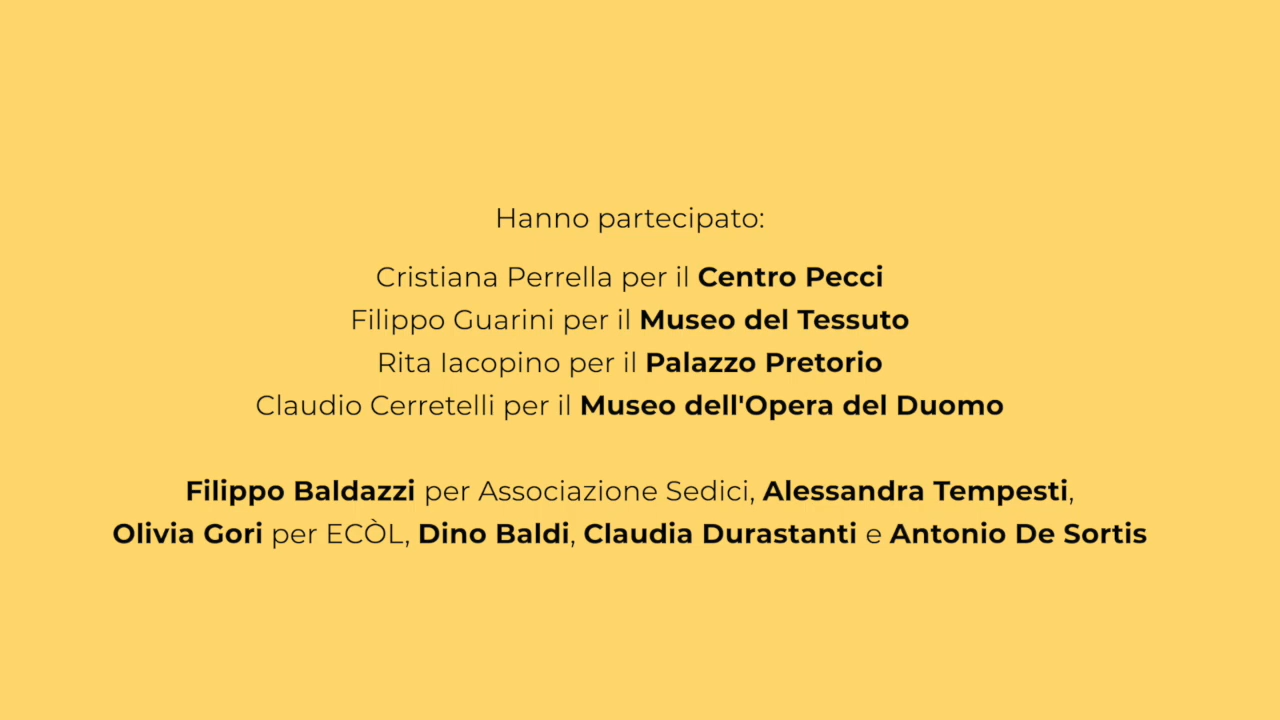 Hanno partecipato:
Cristiana Perrella per il Centro Pecci
Filippo Guarini per il Museo del Tessuto
Rita Iacopino per il Palazzo Pretorio
Claudio Cerretelli per il Museo dell'Opera del Duomo
Filippo Baldazzi per Associazione Sedici, Alessandra Tempesti,
Olivia Gori per ECÒL, Dino Baldi, Claudia Durastanti e Antonio De Sortis